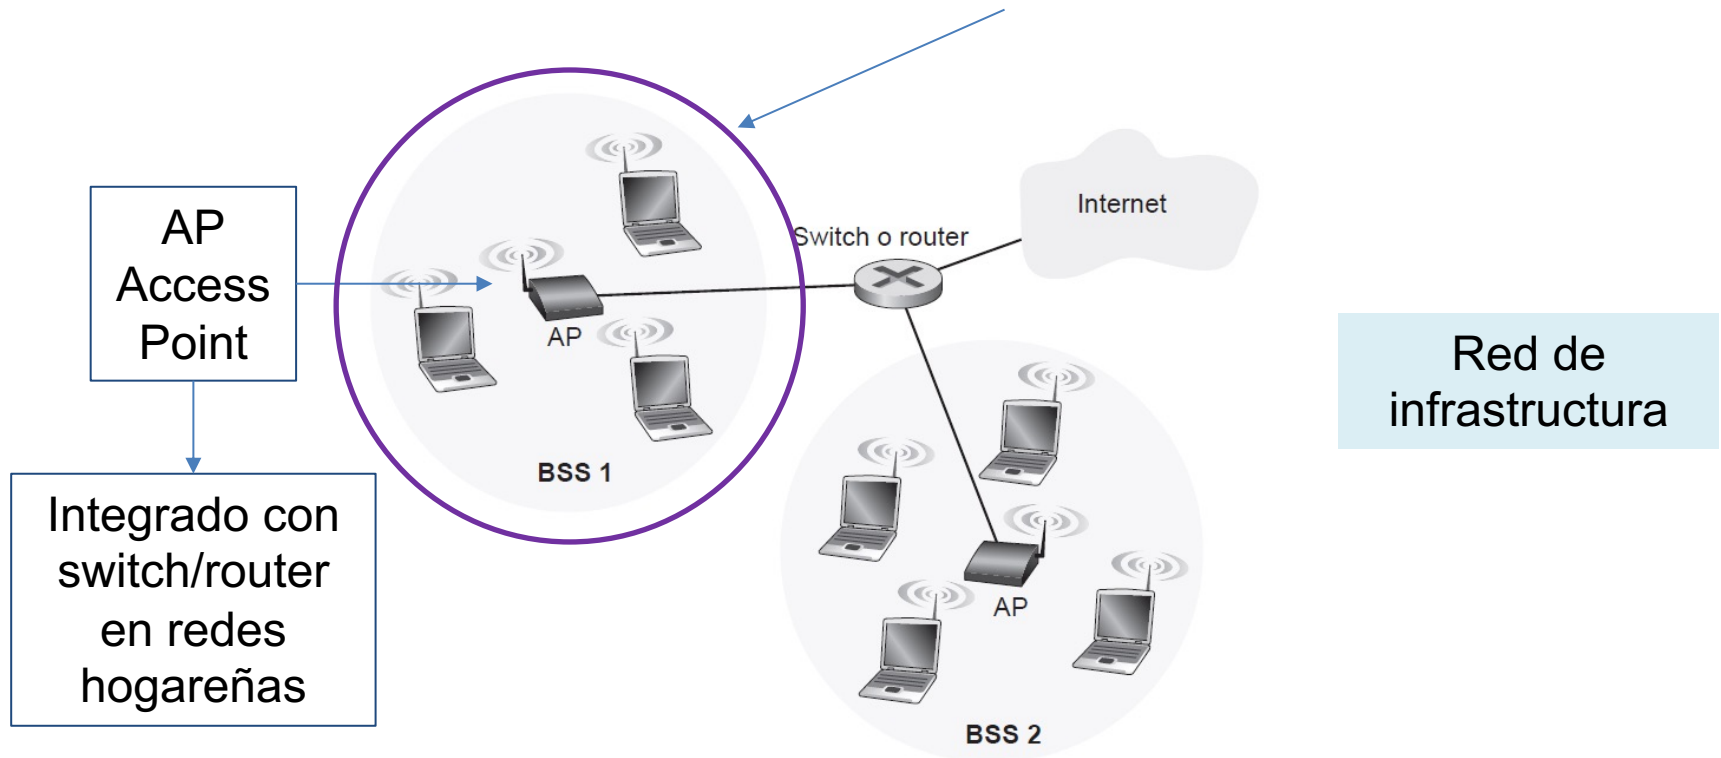 AP
Access
Point
Integrado con
switch/router
en redes
hogareñas
AP
BSS 1
Switch o router
Internet
AP
BSS 2
Red de
infrastructura